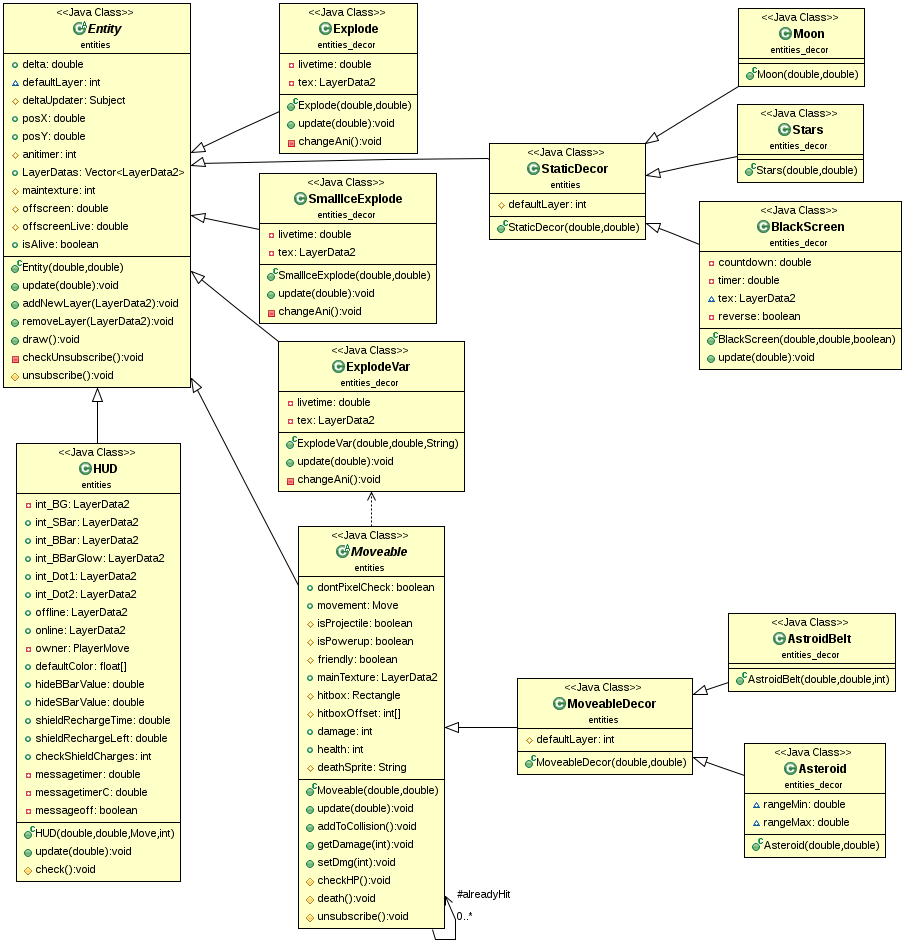 <<Java Class>>
Entity
entities
delta: double
defaultLayer: int
deltaUpdater: Subject
posX: double
posY: double
anitimer: int
LayerDatas: Vector<LayerData2>
maintexture: int
offscreen: double
offscreenLive: double
isAlive: boolean
Entity(double,double)
update(double):void
addNewLayer(LayerData2):void
removeLayer(LayerData2):void
draw():void
checkUnsubscribe():void
unsubscribe():void
<<Java Class>>
Explode
entities_decor
livetime: double
tex: LayerData2
Explode(double,double)
update(double):void
changeAni():void
<<Java Class>>
SmallIceExplode
entities_decor
livetime: double
tex: LayerData2
SmallIceExplode(double,double)
update(double):void
changeAni():void
<<Java Class>>
ExplodeVar
entities_decor
livetime: double
tex: LayerData2
ExplodeVar(double,double,String)
update(double):void
changeAni():void
<<Java Class>>
StaticDecor
entities
defaultLayer: int
StaticDecor(double,double)
<<Java Class>>
Moon
entities_decor
Moon(double,double)
<<Java Class>>
Stars
entities_decor
Stars(double,double)
<<Java Class>>
BlackScreen
entities_decor
countdown: double
timer: double
tex: LayerData2
reverse: boolean
BlackScreen(double,double,boolean)
update(double):void
<<Java Class>>
HUD
entities
int_BG: LayerData2
int_SBar: LayerData2
int_BBar: LayerData2
int_BBarGlow: LayerData2
int_Dot1: LayerData2
int_Dot2: LayerData2
offline: LayerData2
online: LayerData2
owner: PlayerMove
defaultColor: float[]
hideBBarValue: double
hideSBarValue: double
shieldRechargeTime: double
shieldRechargeLeft: double
checkShieldCharges: int
messagetimer: double
messagetimerC: double
messageoff: boolean
HUD(double,double,Move,int)
update(double):void
check():void
<<Java Class>>
Moveable
entities
dontPixelCheck: boolean
movement: Move
isProjectile: boolean
isPowerup: boolean
friendly: boolean
mainTexture: LayerData2
hitbox: Rectangle
hitboxOffset: int[]
damage: int
health: int
deathSprite: String
Moveable(double,double)
update(double):void
addToCollision():void
getDamage(int):void
setDmg(int):void
checkHP():void
death():void
unsubscribe():void
#alreadyHit
0..*
<<Java Class>>
MoveableDecor
entities
defaultLayer: int
MoveableDecor(double,double)
<<Java Class>>
AstroidBelt
entities_decor
AstroidBelt(double,double,int)
<<Java Class>>
Asteroid
entities_decor
rangeMin: double
rangeMax: double
Asteroid(double,double)